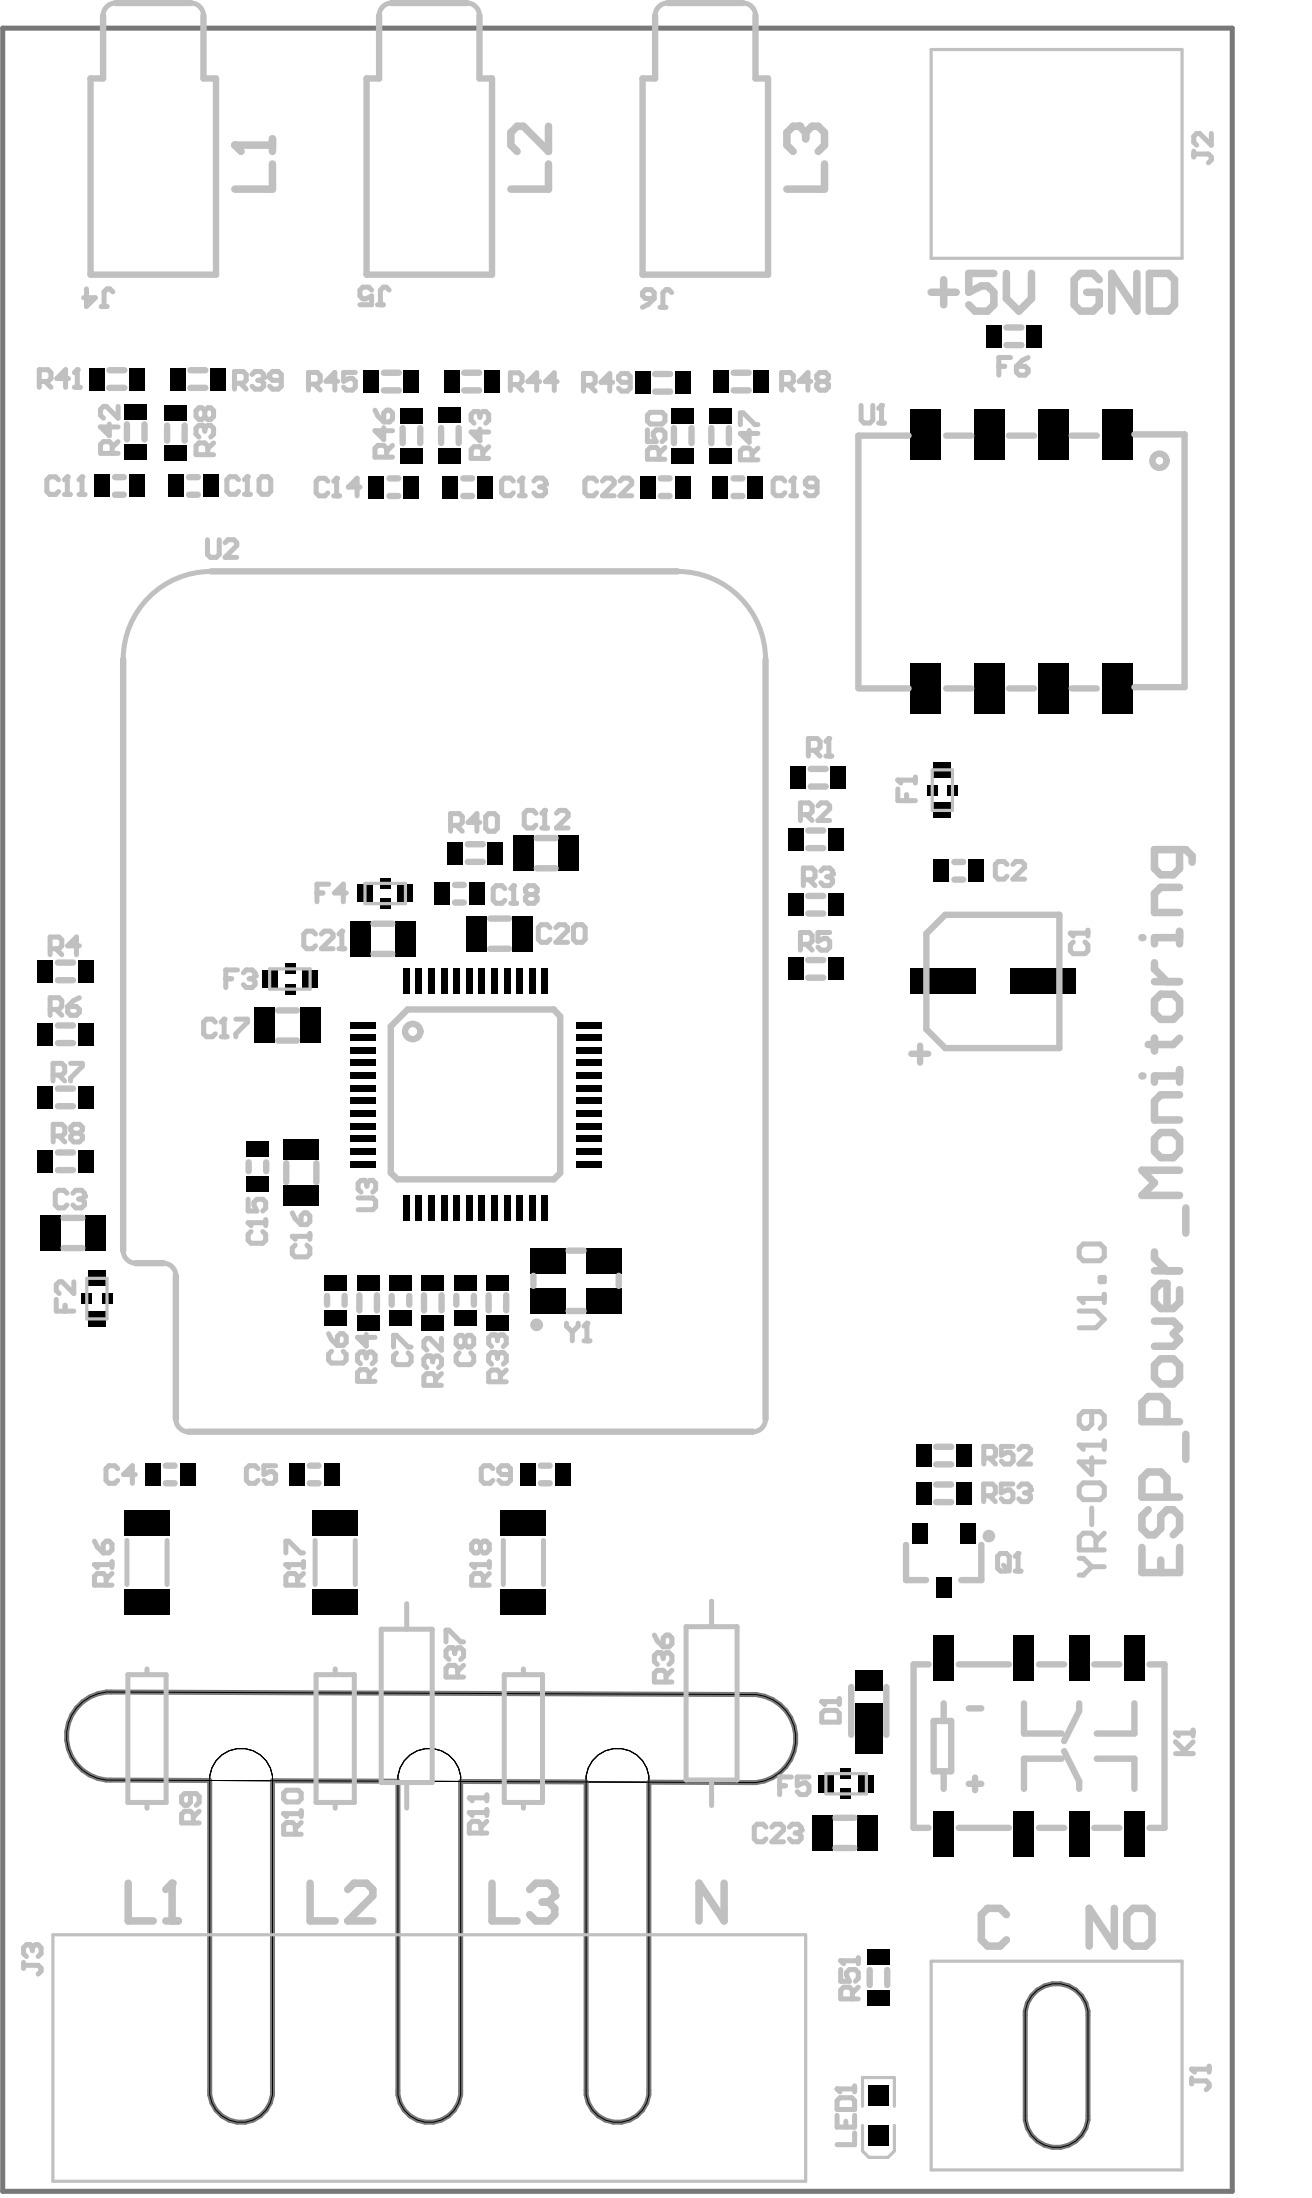 L1
L2
L3
J2
J4
J5
J6
+5V GND
F6
R41
R39
R45
R44
R49
R48
U1
R42
R38
R46
R43
R50
R47
C11
C10
C14
C13
C22
C19
U2
R1
F1
R2
R40
C12
R3
C2
F4
C18
C21
C20
R5
C1
R4
F3
R6
C17
+
R7
R8
C3
U3
C15
C16
F2
Y1
C6
R34
C7
R32
C8
R33
ESP_Power_Monitoring
YR-0419 V1.0
C4
C5
C9
R52
R53
R16
R17
R18
Q1
R37
R36
D1
-
K1
+
F5
R9
R10
R11
C23
L1
L2
L3
N
C
NO
J3
R51
J1
LED1